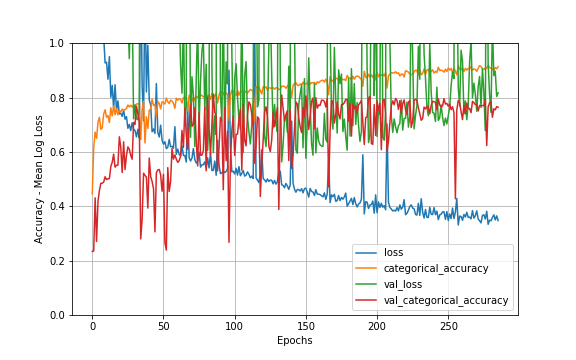 1.0
0.8
0.6
0.4
0.2
0.0
Accuracy - Mean Log Loss
0 50 100 150 200 250
Epochs
loss
categorical_accuracy
val_loss
val_categorical_accuracy